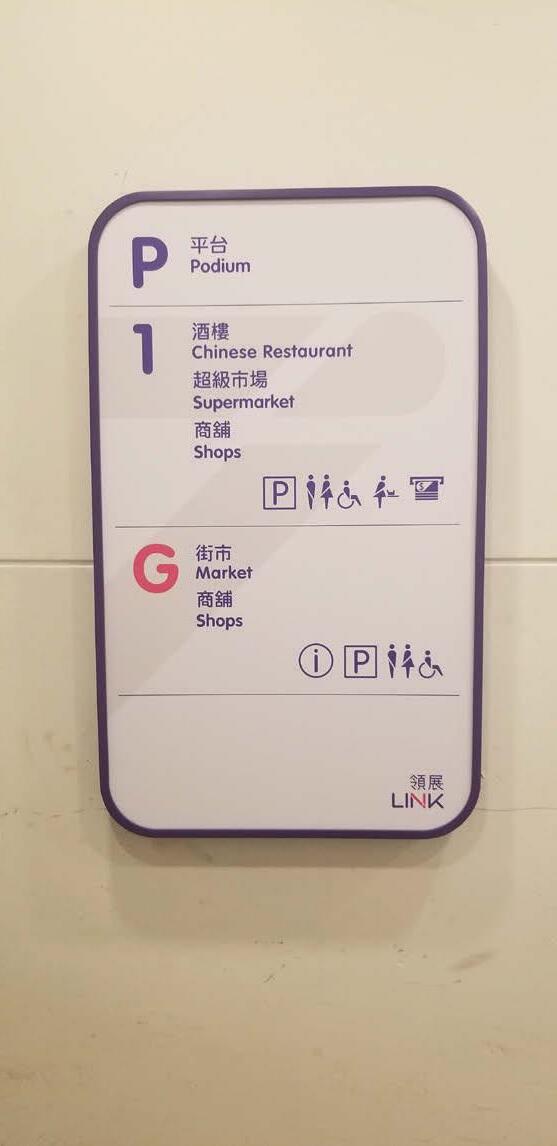 P
平台
Podium
1
酒樓
Chinese Restaurant
超級市場
Supermarket
商舖
Shops
P
$
G
街市
Market
商舖
Shops
i P
領展
LINK